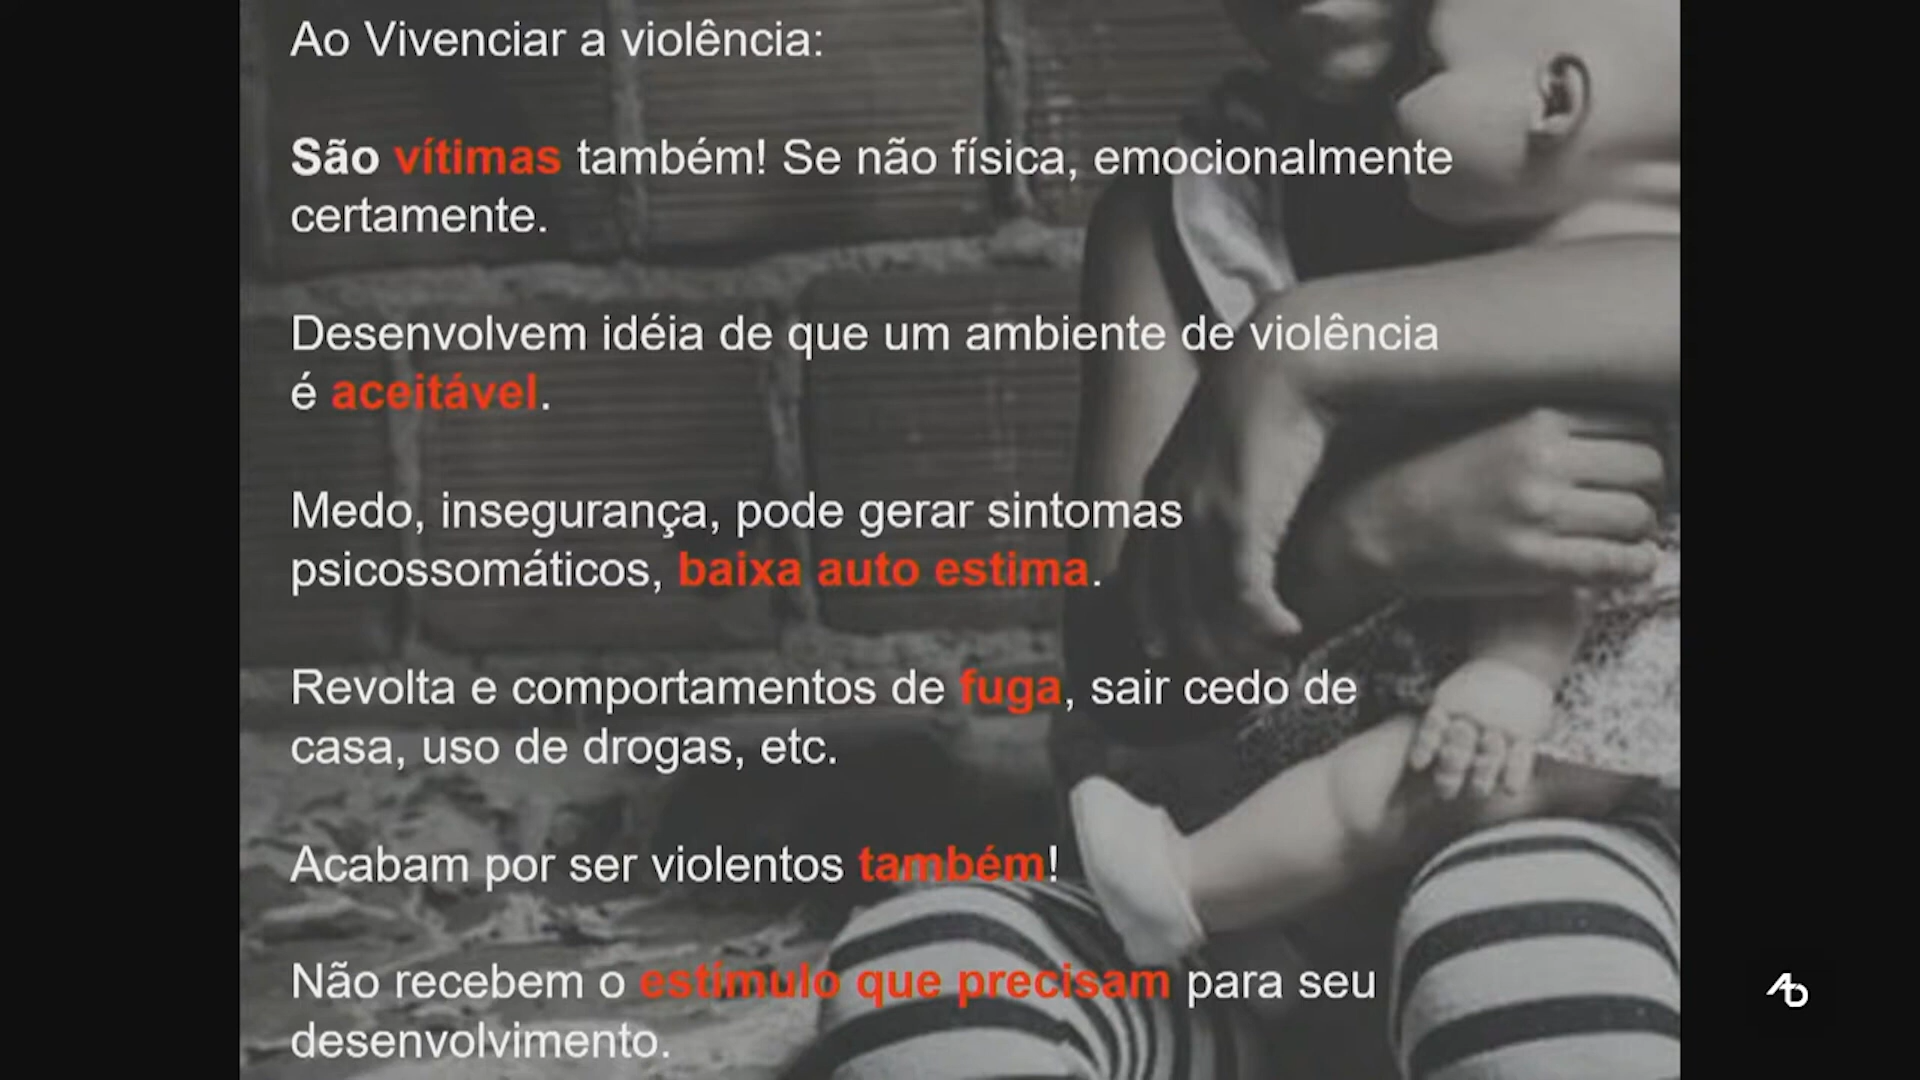 Ao Vivenciar a violência:
São vítimas também! Se não física, emocionalmente
certamente.
Desenvolvem idéia de que um ambiente de violência
é aceitável.
Medo, insegurança, pode gerar sintomas
psicossomáticos, baixa auto estima.
Revolta e comportamentos de fuga, sair cedo de
casa, uso de drogas, etc.
Acabam por ser violentos também!
Não recebem o estímulo que precisam para seu
desenvolvimento.